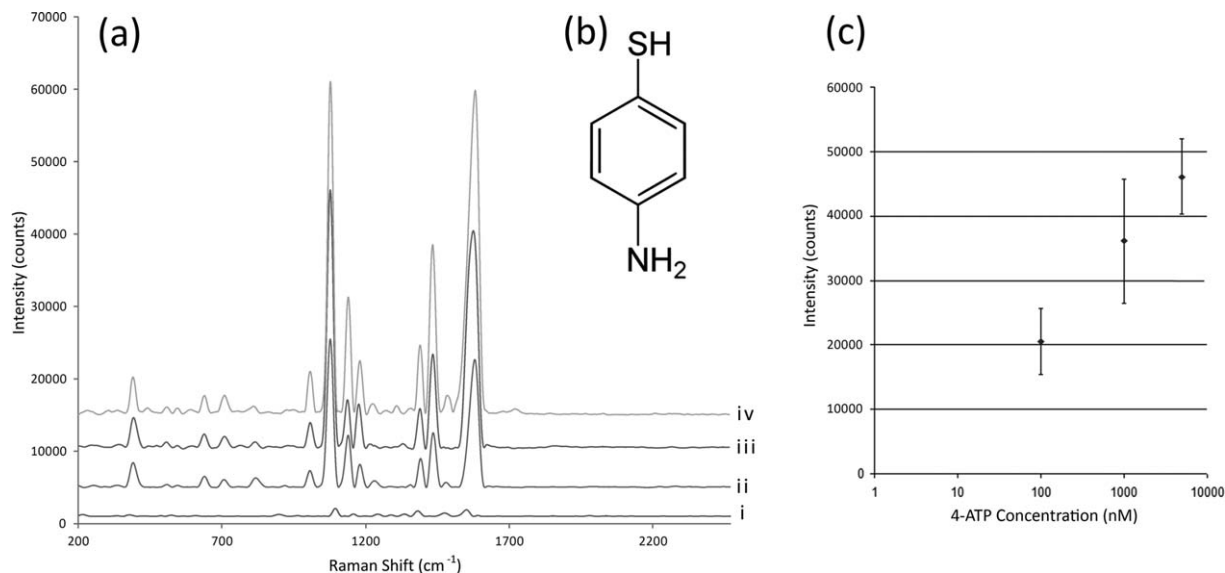 (a)
70000
60000
50000
40000
30000
20000
10000
0
Intensity (counts)
200
700
1200
1700
2200
Raman Shift (cm⁻¹)
iv
iii
ii
i
(b)
SH
NH₂
(c)
60000
50000
40000
30000
20000
10000
0
Intensity (counts)
1
10
100
1000
10000
4-ATP Concentration (nM)